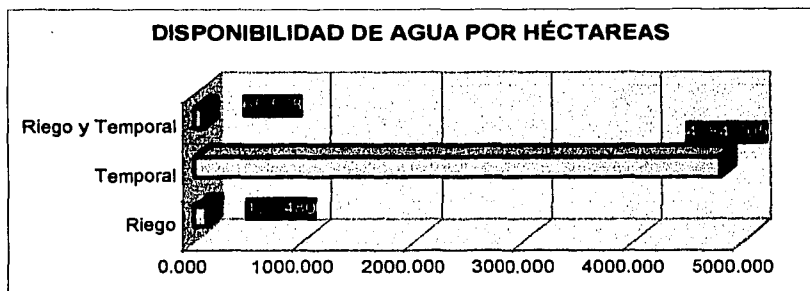 DISPONIBILIDAD DE AGUA POR HÉCTAREAS
Riego y Temporal
Temporal
Riego
0.000 1000.000 2000.000 3000.000 4000.000 5000.000